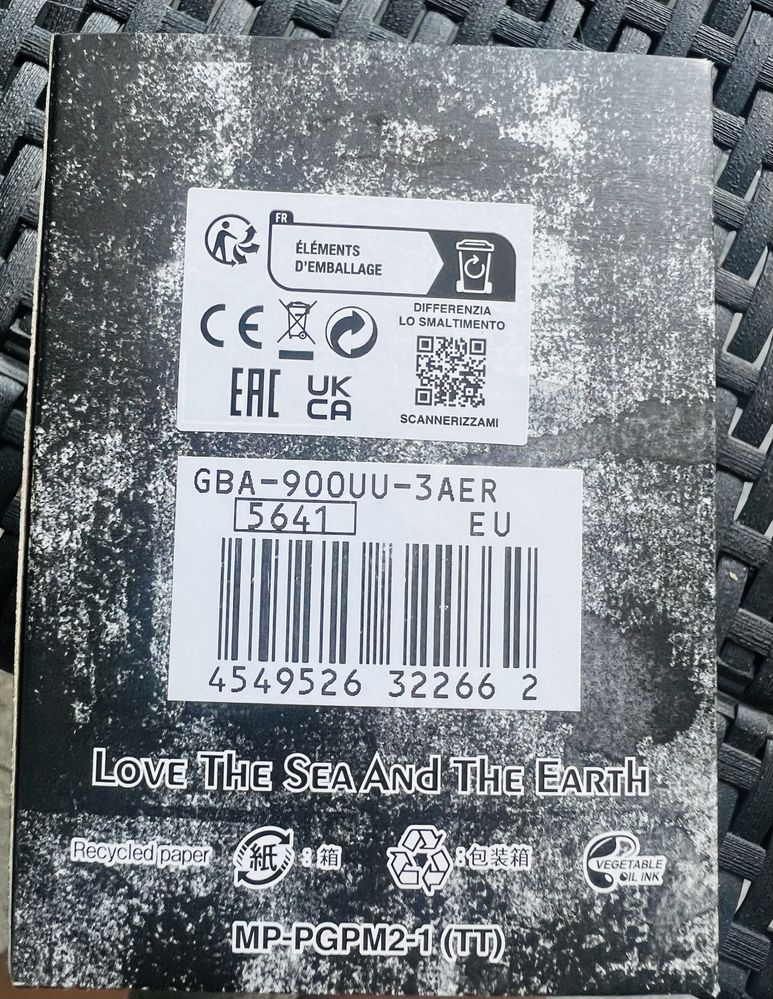 FR
ÉLÉMENTS
D'EMBALLAGE
CE
DIFFERENZIA
LO SMALTIMENTO
EAC
UK
CA
SCANNERIZZAMI
GBA-900UU-3AER
5641 EU
4549526 32266 2
LOVE THE SEA AND THE EARTH
Recycled paper 紙:箱 :包装箱 VEGETABLE
OIL INK
MP-PGPM2-1 (TT)